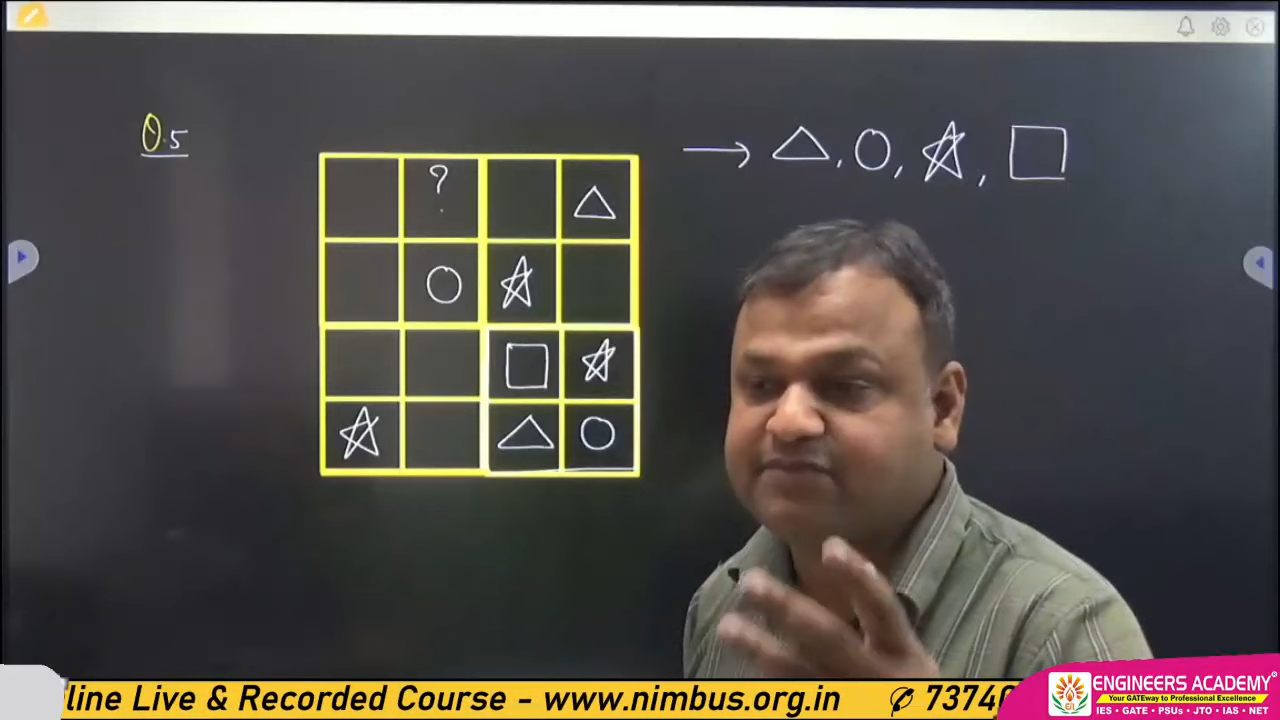 Q.5
?
line Live & Recorded Course - www.nimbus.org.in ✆ 7374
ENGINEERS ACADEMY
Your GATEway to Professional Excellence
IES • GATE • PSUs • JTO • IAS • NET